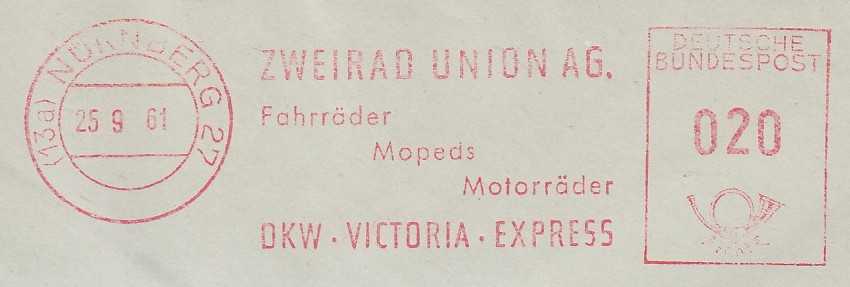 (13a) NÜRNBERG 27
25 9 61
ZWEIRAD UNION AG.
Fahrräder
Mopeds
Motorräder
DKW · VICTORIA · EXPRESS
DEUTSCHE
BUNDESPOST
020